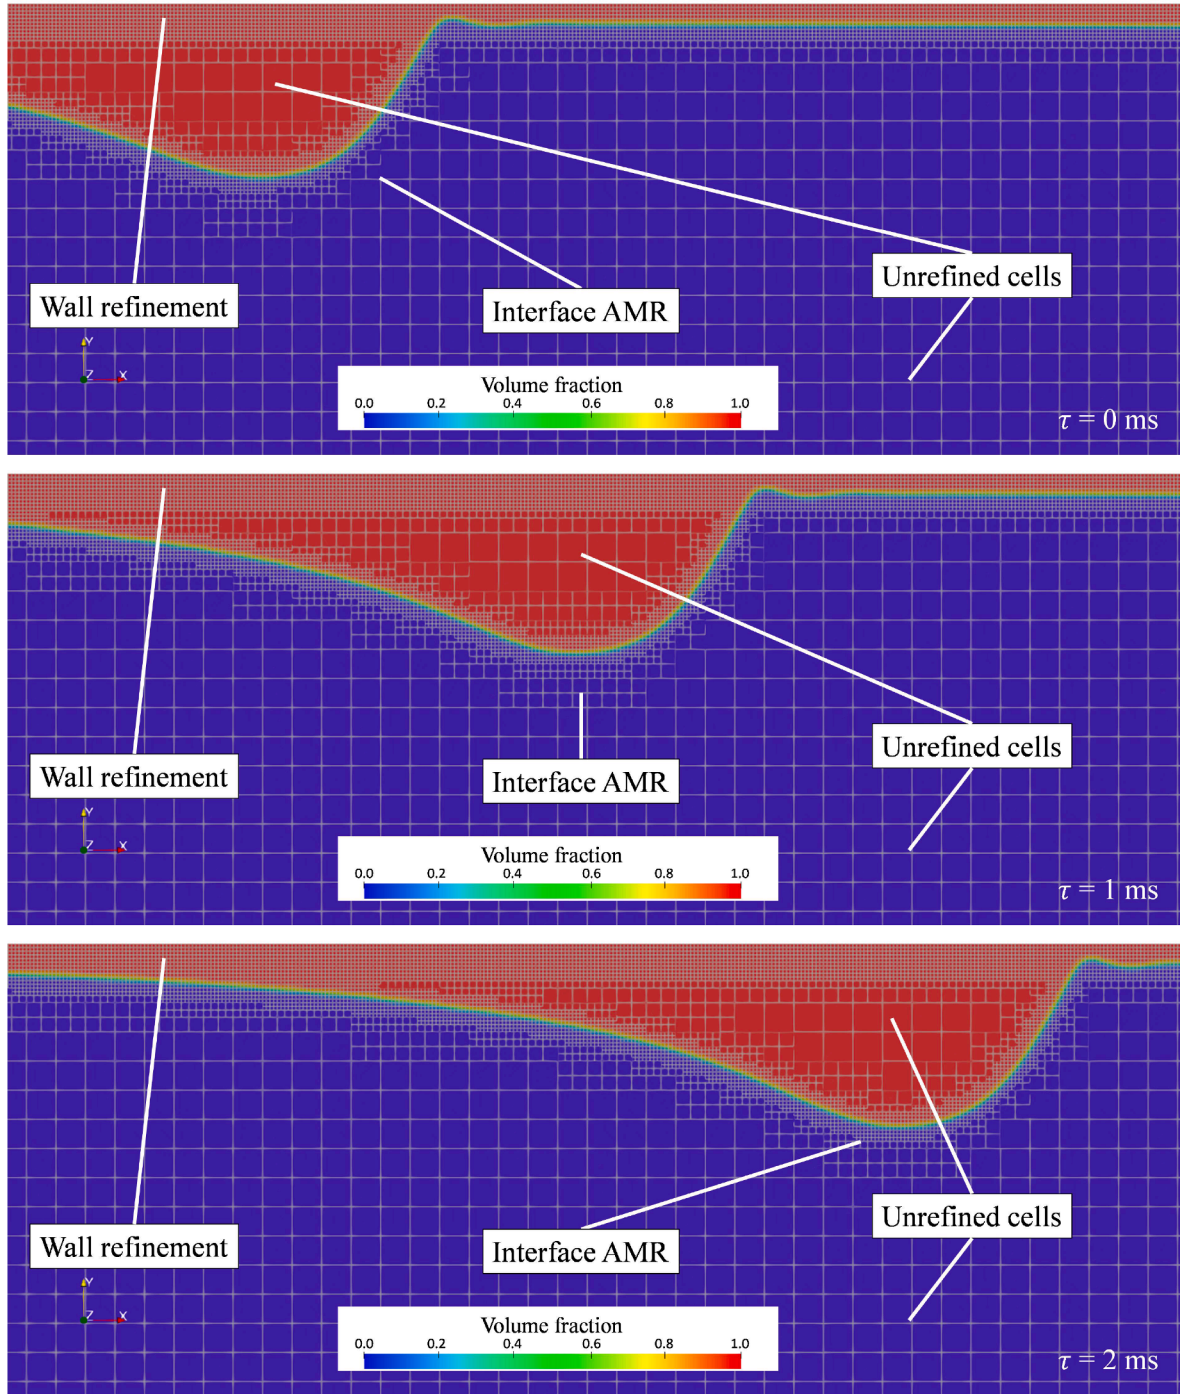 Unrefined cells
Wall refinement
Interface AMR
Y
Z X
Volume fraction
0.0 0.2 0.4 0.6 0.8 1.0
τ = 0 ms
Unrefined cells
Wall refinement
Interface AMR
Y
Z X
Volume fraction
0.0 0.2 0.4 0.6 0.8 1.0
τ = 1 ms
Unrefined cells
Wall refinement
Interface AMR
Y
Z X
Volume fraction
0.0 0.2 0.4 0.6 0.8 1.0
τ = 2 ms